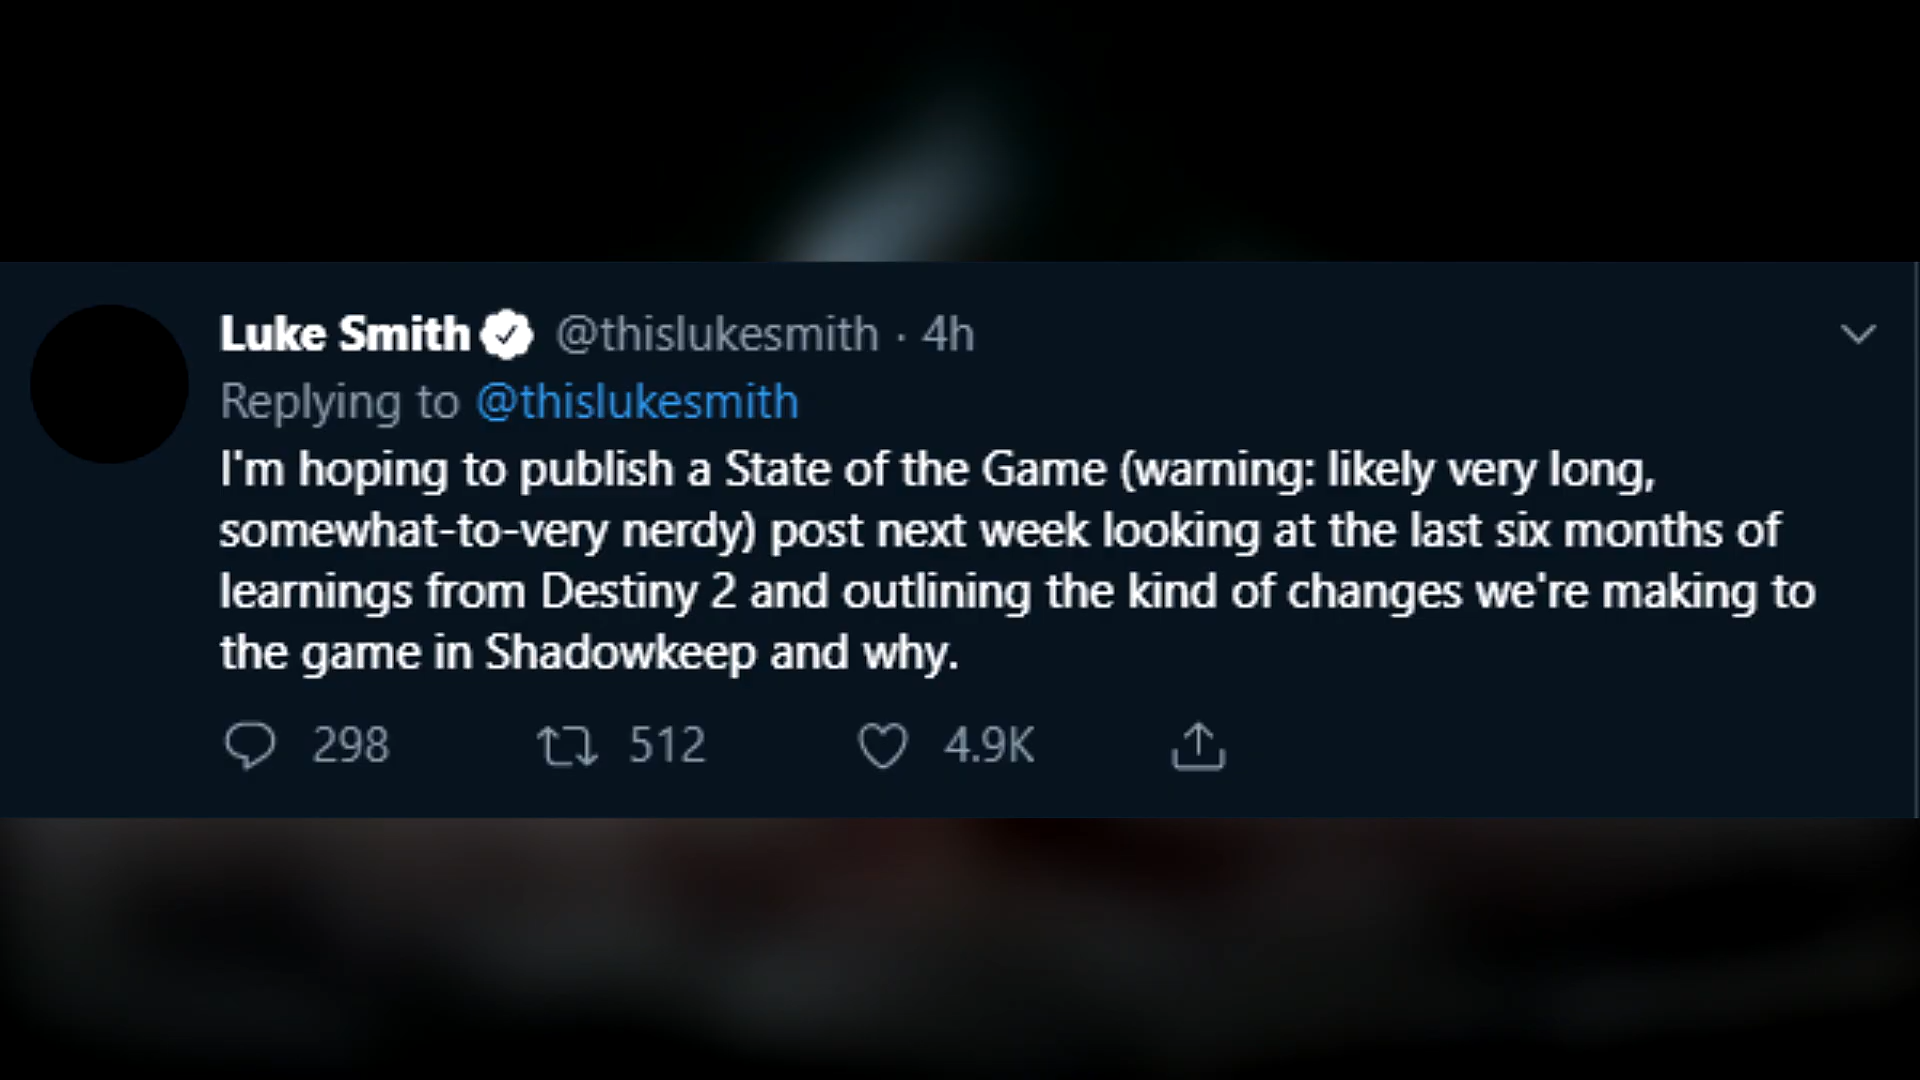 Luke Smith @thislukesmith · 4h
Replying to @thislukesmith
I'm hoping to publish a State of the Game (warning: likely very long,
somewhat-to-very nerdy) post next week looking at the last six months of
learnings from Destiny 2 and outlining the kind of changes we're making to
the game in Shadowkeep and why.
298 512 4.9K